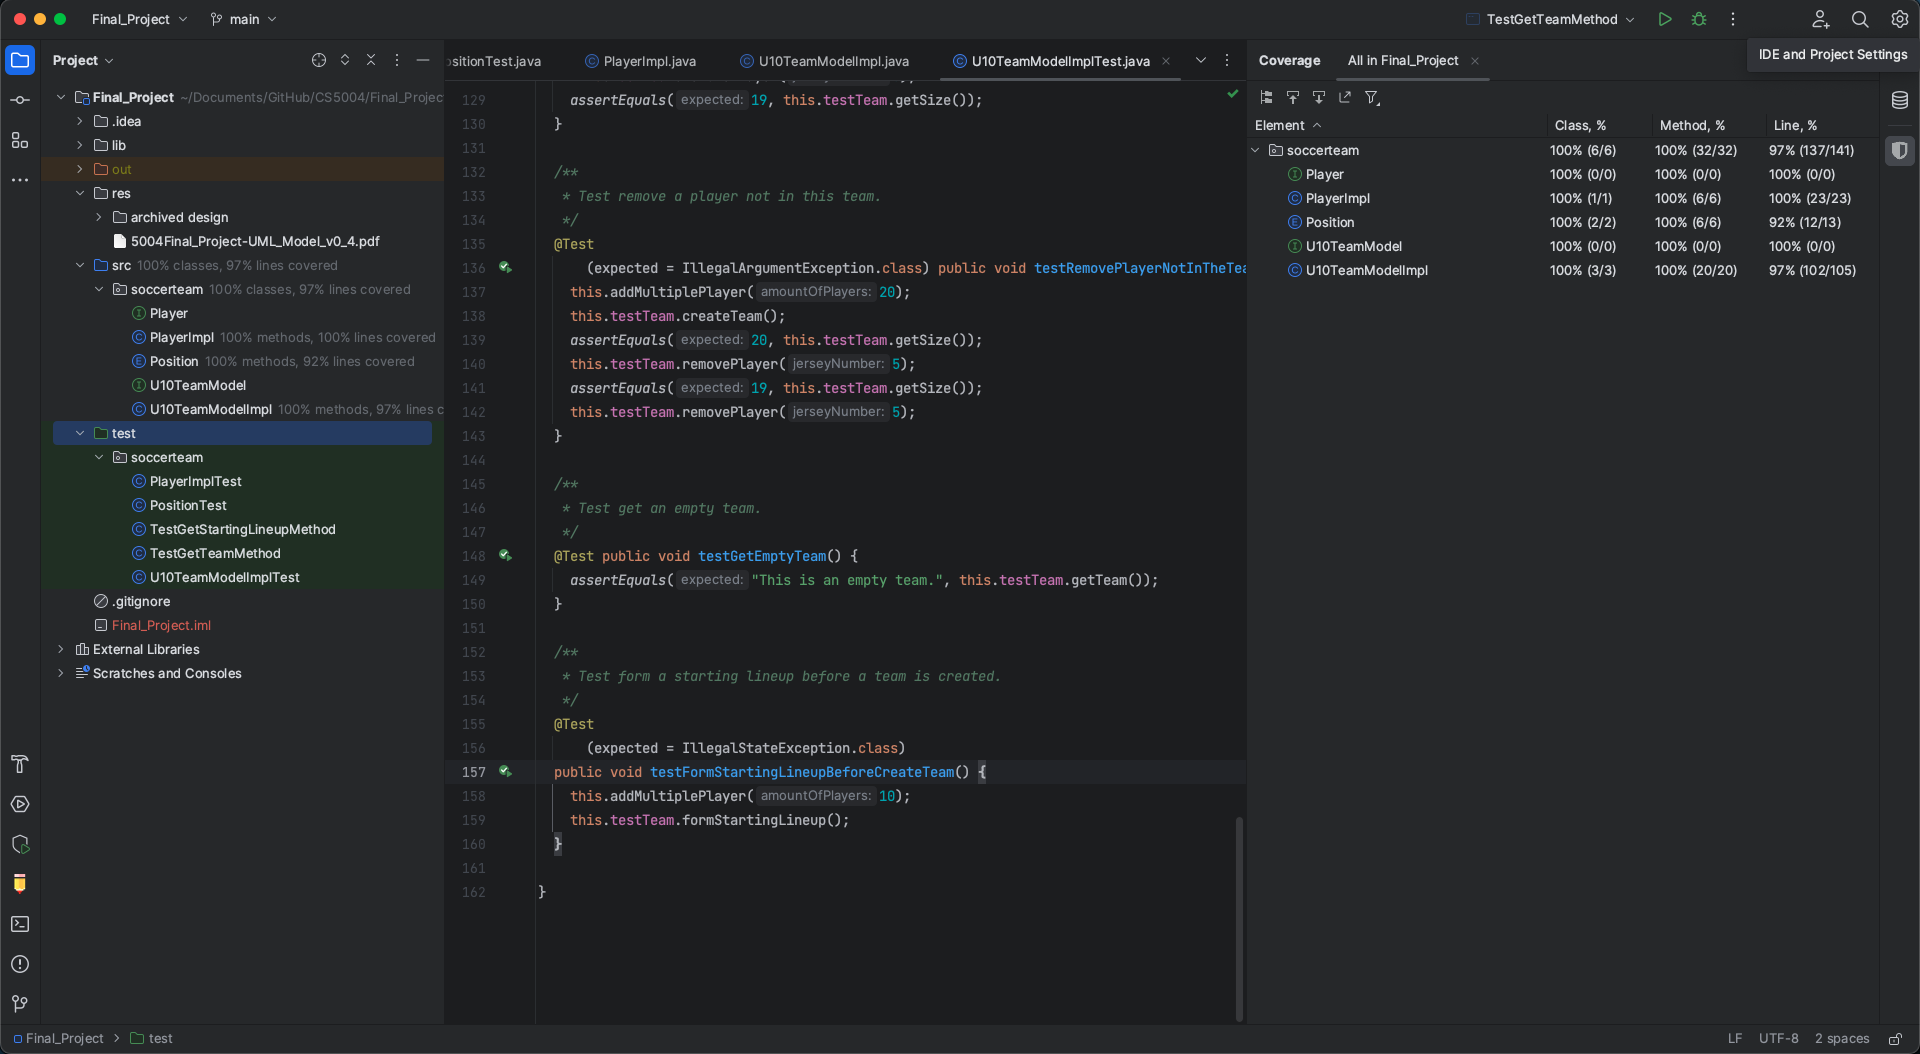 Final_Project
main
TestGetTeamMethod
IDE and Project Settings
Project
Final_Project ~/Documents/GitHub/CS5004/Final_Projec
.idea
lib
out
res
archived design
5004Final_Project-UML_Model_v0_4.pdf
src 100% classes, 97% lines covered
soccerteam 100% classes, 97% lines covered
Player
PlayerImpl 100% methods, 100% lines covered
Position 100% methods, 92% lines covered
U10TeamModel
U10TeamModelImpl 100% methods, 97% lines c
test
soccerteam
PlayerImplTest
PositionTest
TestGetStartingLineupMethod
TestGetTeamMethod
U10TeamModelImplTest
.gitignore
Final_Project.iml
External Libraries
Scratches and Consoles
ositionTest.java
PlayerImpl.java
U10TeamModelImpl.java
U10TeamModelImplTest.java
129 assertEquals( expected: 19, this.testTeam.getSize());
130 }
131
132 /**
133 * Test remove a player not in this team.
134 */
135 @Test
136 (expected = IllegalArgumentException.class) public void testRemovePlayerNotInTheTea
137 this.addMultiplePlayer( amountOfPlayers: 20);
138 this.testTeam.createTeam();
139 assertEquals( expected: 20, this.testTeam.getSize());
140 this.testTeam.removePlayer( jerseyNumber: 5);
141 assertEquals( expected: 19, this.testTeam.getSize());
142 this.testTeam.removePlayer( jerseyNumber: 5);
143 }
144
145 /**
146 * Test get an empty team.
147 */
148 @Test public void testGetEmptyTeam() {
149 assertEquals( expected: "This is an empty team.", this.testTeam.getTeam());
150 }
151
152 /**
153 * Test form a starting lineup before a team is created.
154 */
155 @Test
156 (expected = IllegalStateException.class)
157 public void testFormStartingLineupBeforeCreateTeam() {
158 this.addMultiplePlayer( amountOfPlayers: 10);
159 this.testTeam.formStartingLineup();
160 }
161
162 }
Coverage All in Final_Project
Element Class, % Method, % Line, %
soccerteam 100% (6/6) 100% (32/32) 97% (137/141)
Player 100% (0/0) 100% (0/0) 100% (0/0)
PlayerImpl 100% (1/1) 100% (6/6) 100% (23/23)
Position 100% (2/2) 100% (6/6) 92% (12/13)
U10TeamModel 100% (0/0) 100% (0/0) 100% (0/0)
U10TeamModelImpl 100% (3/3) 100% (20/20) 97% (102/105)
Final_Project > test
LF UTF-8 2 spaces